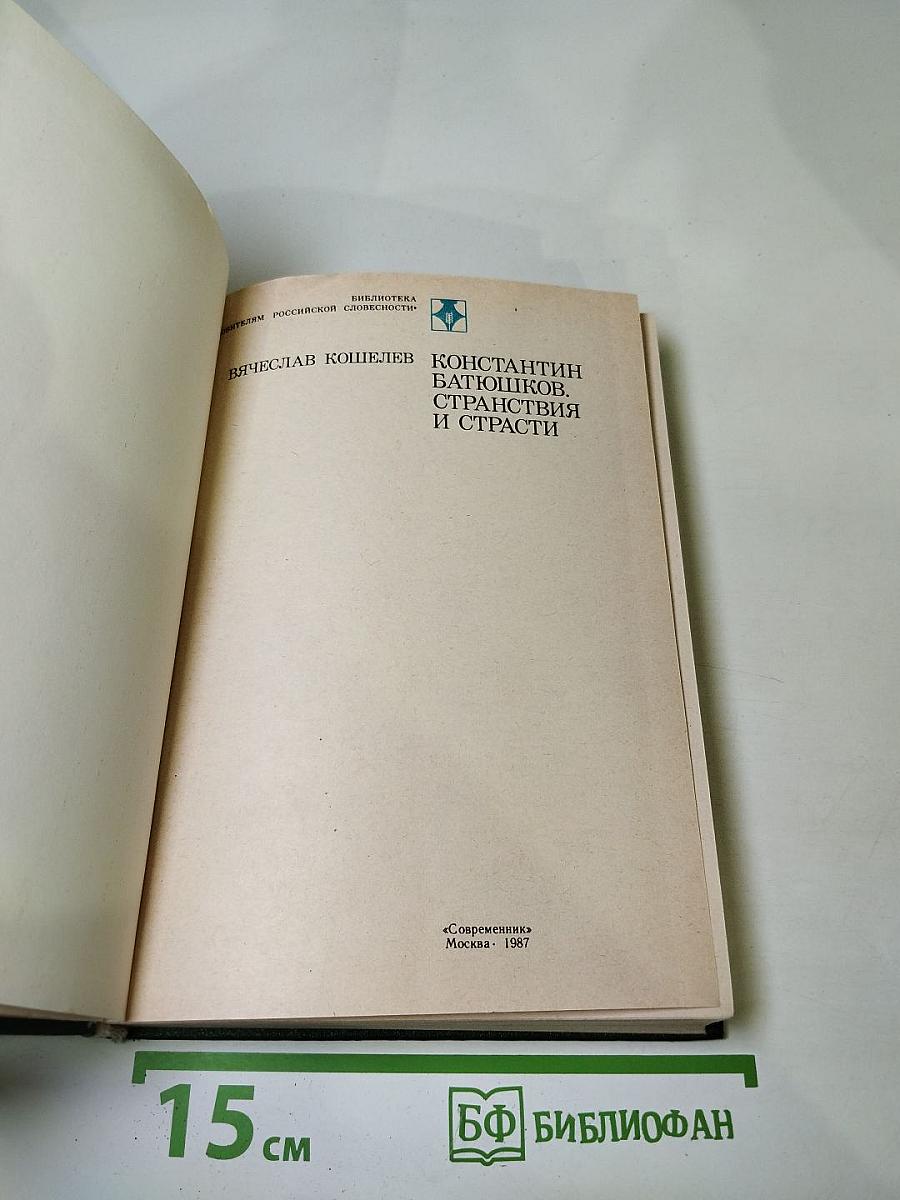 БИБЛИОТЕКА
РОССИЙСКОЙ СЛОВЕСНОСТИ»
ВЯЧЕСЛАВ КОШЕЛЕВ
КОНСТАНТИН
БАТЮШКОВ.
СТРАНСТВИЯ
И СТРАСТИ
«Современник»
Москва · 1987
15 см
БФ БИБЛИОФАН